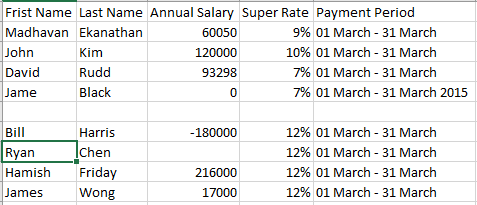 Frist Name Last Name Annual Salary Super Rate Payment Period
Madhavan Ekanathan 60050 9% 01 March - 31 March
John Kim 120000 10% 01 March - 31 March
David Rudd 93298 7% 01 March - 31 March
Jame Black 0 7% 01 March - 31 March 2015
Bill Harris -180000 12% 01 March - 31 March
Ryan Chen 12% 01 March - 31 March
Hamish Friday 216000 12% 01 March - 31 March
James Wong 17000 12% 01 March - 31 March